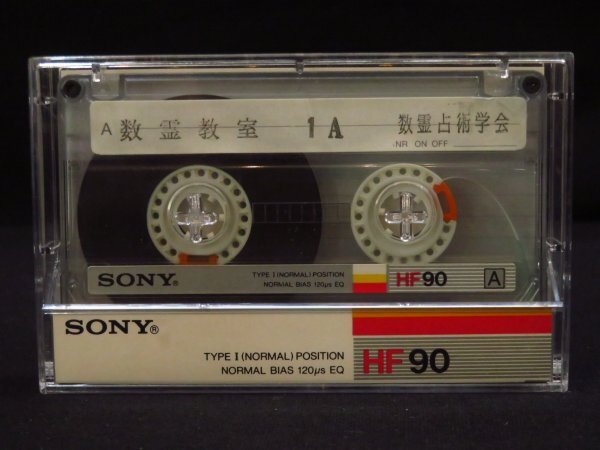 A 数霊教室 1A 数霊占術学会
NR ON OFF
SONY® TYPE I (NORMAL) POSITION
NORMAL BIAS 120μs EQ
HF90 A
SONY®
TYPE I (NORMAL) POSITION
NORMAL BIAS 120μs EQ
HF90